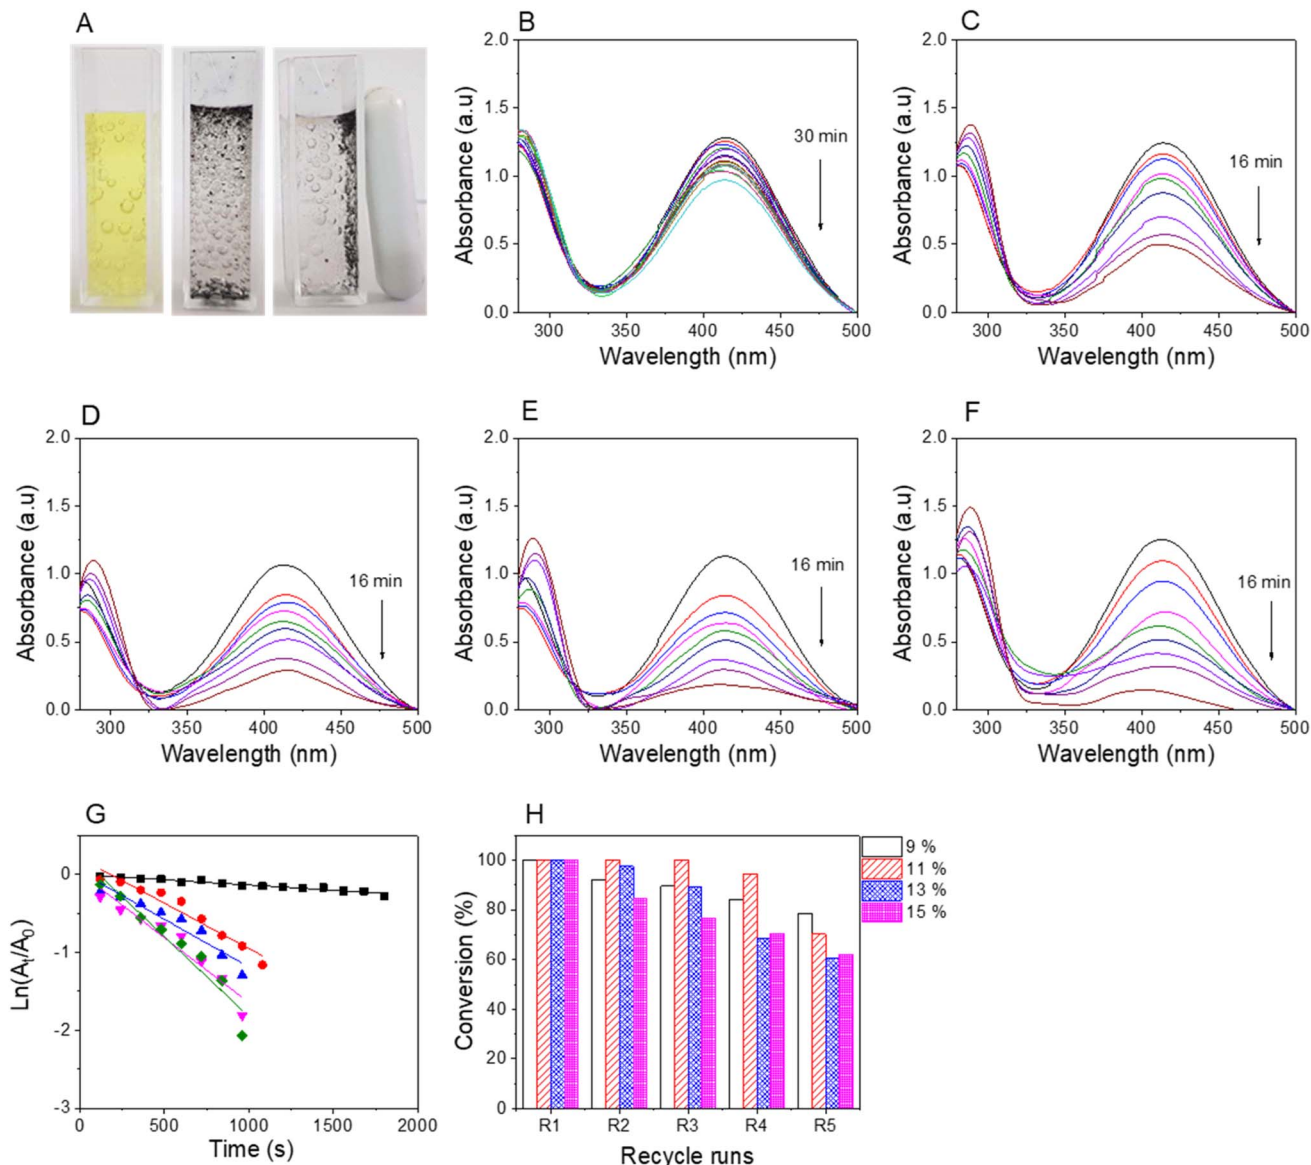 A
B
2.0
1.5
1.0
0.5
0.0
Absorbance (a.u)
30 min
300 350 400 450 500
Wavelength (nm)
C
2.0
1.5
1.0
0.5
0.0
Absorbance (a.u)
16 min
300 350 400 450 500
Wavelength (nm)
D
2.0
1.5
1.0
0.5
0.0
Absorbance (a.u)
16 min
300 350 400 450 500
Wavelength (nm)
E
2.0
1.5
1.0
0.5
0.0
Absorbance (a.u)
16 min
300 350 400 450 500
Wavelength (nm)
F
2.0
1.5
1.0
0.5
0.0
Absorbance (a.u)
16 min
300 350 400 450 500
Wavelength (nm)
G
0
-1
-2
-3
Ln(At/A0)
0 500 1000 1500 2000
Time (s)
H
100
80
60
40
20
0
Conversion (%)
R1 R2 R3 R4 R5
Recycle runs
9 %
11 %
13 %
15 %